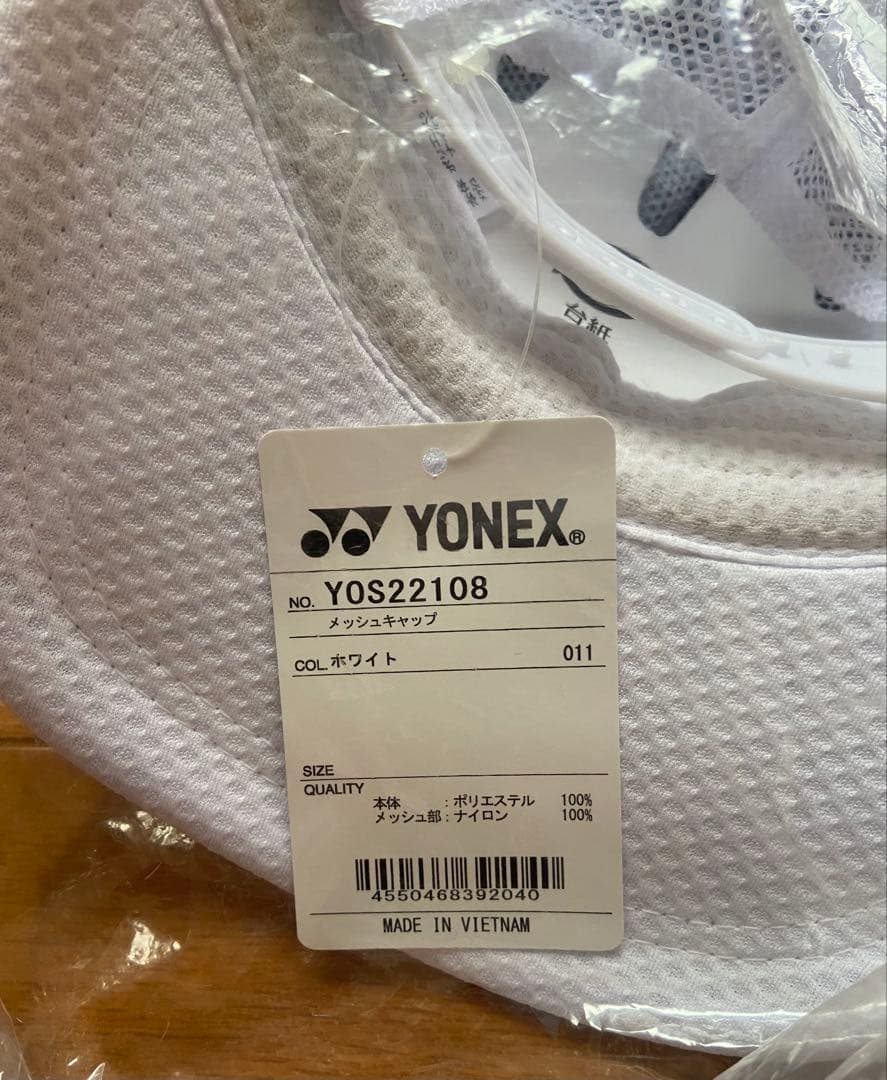 台紙
YONEX®
NO. YOS22108
メッシュキャップ
COL. ホワイト 011
SIZE
QUALITY
本体 : ポリエステル 100%
メッシュ部 : ナイロン 100%
4550468392040
MADE IN VIETNAM